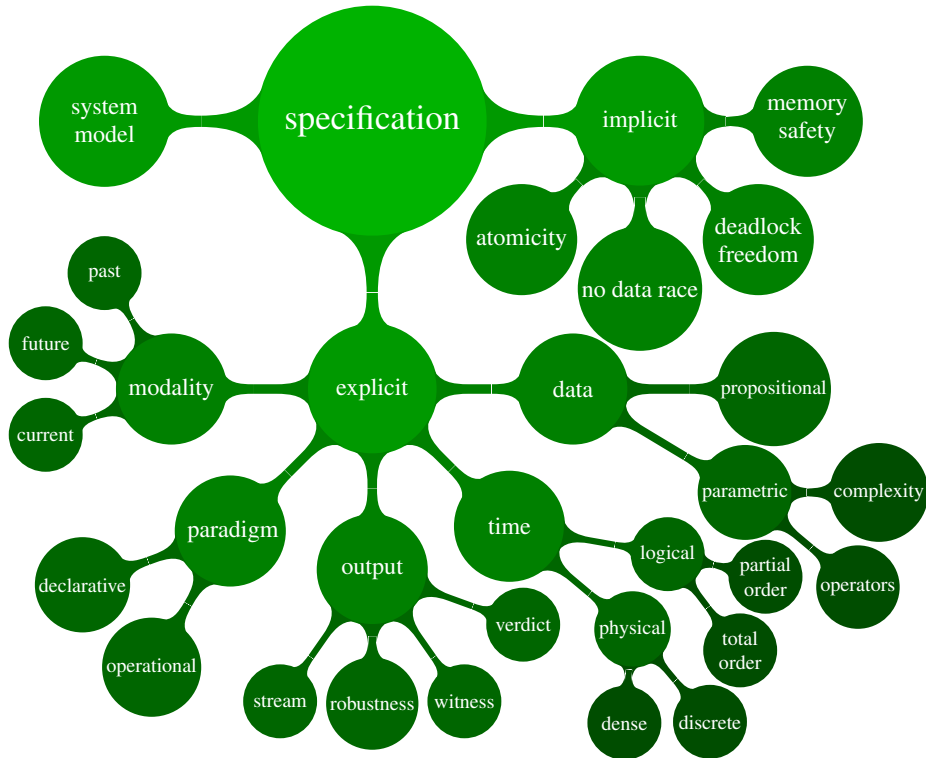 system
model
specification
implicit
memory
safety
atomicity
no data race
deadlock
freedom
past
future
current
modality
explicit
data
propositional
parametric
complexity
operators
paradigm
declarative
operational
output
stream
robustness
witness
verdict
time
logical
partial
order
total
order
physical
dense
discrete